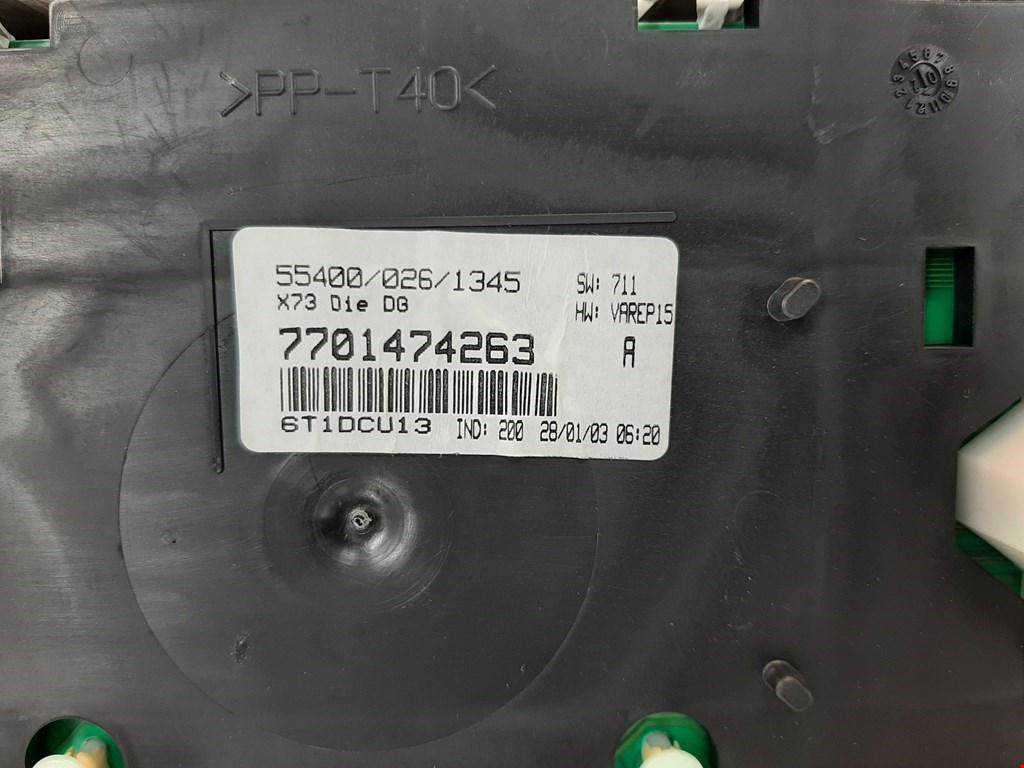 >PP-T40<
55400/026/1345
SW: 711
X73 Die DG
HW: VAREP15
7701474263
A
6T1DCU13
IND: 200 28/01/03 06:20